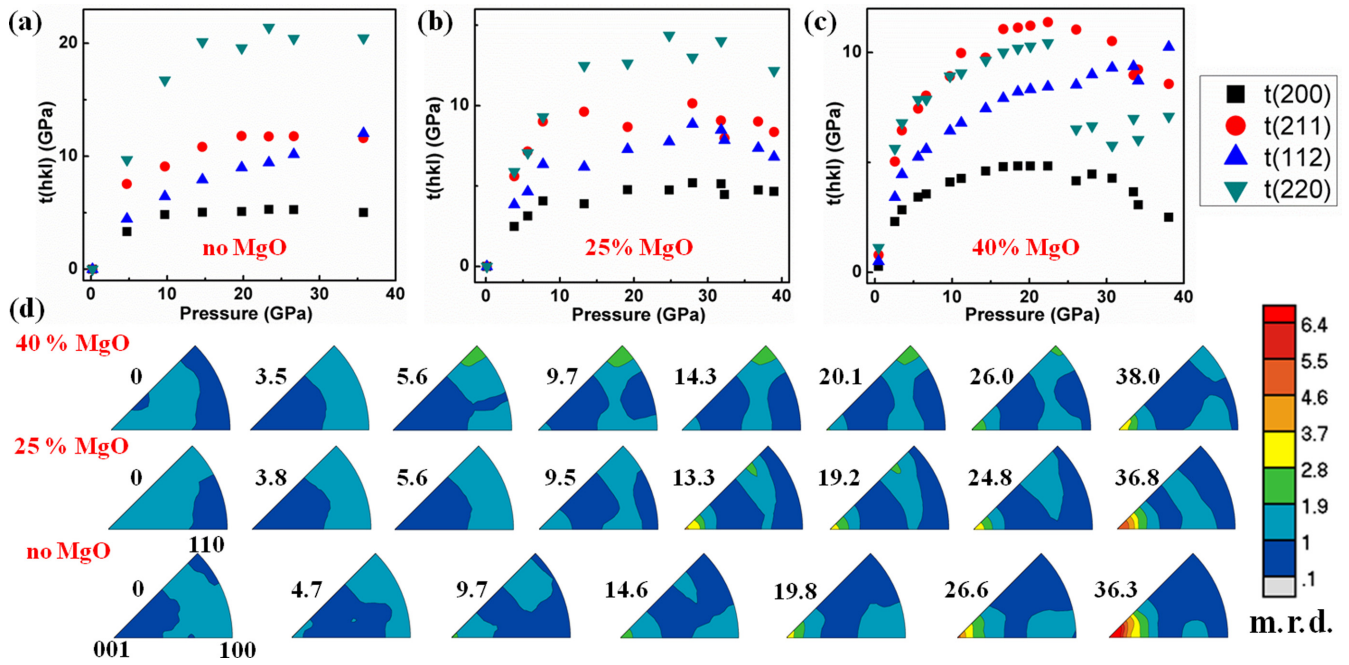 (a)
t(hkl) (GPa)
20
10
0
no MgO
0 10 20 30 40
Pressure (GPa)
(b)
t(hkl) (GPa)
15
10
0
25% MgO
0 10 20 30 40
Pressure (GPa)
(c)
t(hkl) (GPa)
10
0
40% MgO
0 10 20 30 40
Pressure (GPa)
t(200)
t(211)
t(112)
t(220)
(d)
40 % MgO
0 3.5 5.6 9.7 14.3 20.1 26.0 38.0
25 % MgO
0 3.8 5.6 9.5 13.3 19.2 24.8 36.8
no MgO
110
0 4.7 9.7 14.6 19.8 26.6 36.3
001 100
6.4
5.5
4.6
3.7
2.8
1.9
1
.1
m.r.d.